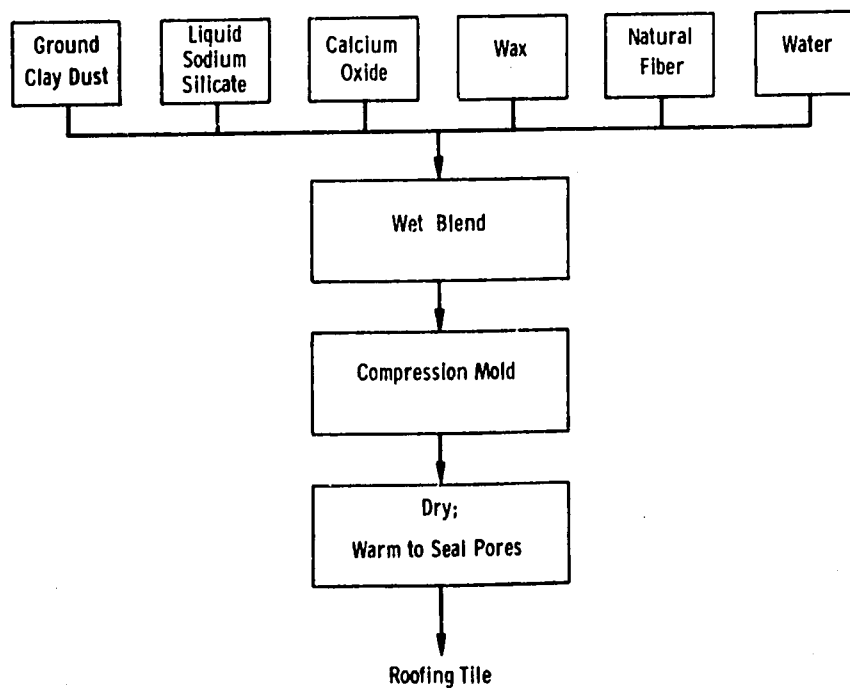 Ground
Clay Dust
Liquid
Sodium
Silicate
Calcium
Oxide
Wax
Natural
Fiber
Water
Wet Blend
Compression Mold
Dry;
Warm to Seal Pores
Roofing Tile